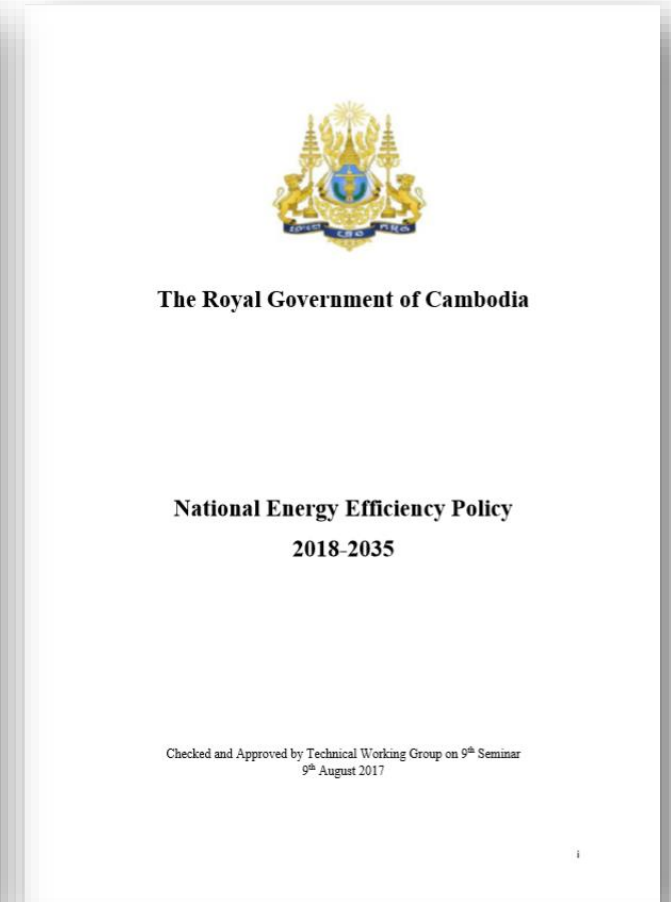 The Royal Government of Cambodia
National Energy Efficiency Policy
2018-2035
Checked and Approved by Technical Working Group on 9th Seminar
9th August 2017
i